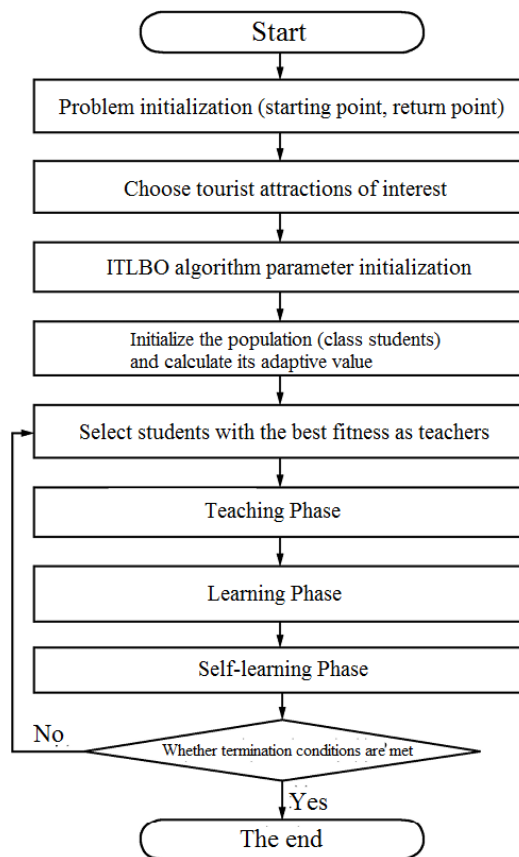 Start
Problem initialization (starting point, return point)
Choose tourist attractions of interest
ITLBO algorithm parameter initialization
Initialize the population (class students)
and calculate its adaptive value
Select students with the best fitness as teachers
Teaching Phase
Learning Phase
Self-learning Phase
No
Whether termination conditions are met
Yes
The end